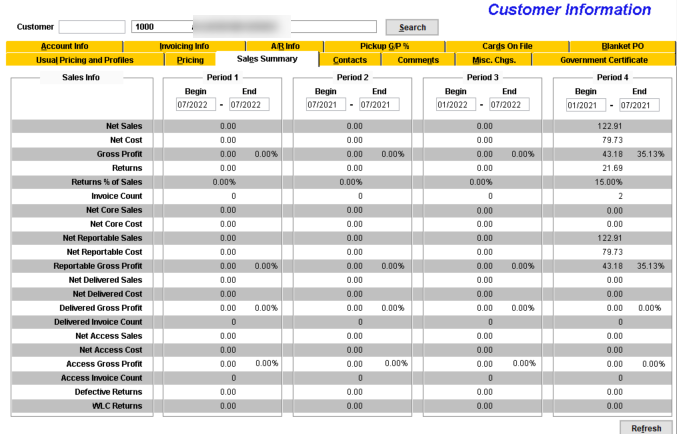 Customer Information
Customer 1000 Search
Account Info Invoicing Info A/R Info Pickup G/P % Cards On File Blanket PO
Usual Pricing and Profiles Pricing Sales Summary Contacts Comments Misc. Chgs. Government Certificate
Sales Info Period 1 Period 2 Period 3 Period 4
Begin End Begin End Begin End Begin End
07/2022 - 07/2022 07/2021 - 07/2021 01/2022 - 07/2022 01/2021 - 07/2021
Net Sales 0.00 0.00 0.00 122.91
Net Cost 0.00 0.00 0.00 79.73
Gross Profit 0.00 0.00% 0.00 0.00% 0.00 0.00% 43.18 35.13%
Returns 0.00 0.00 0.00 21.69
Returns % of Sales 0.00% 0.00% 0.00% 15.00%
Invoice Count 0 0 0 2
Net Core Sales 0.00 0.00 0.00 0.00
Net Core Cost 0.00 0.00 0.00 0.00
Net Reportable Sales 0.00 0.00 0.00 122.91
Net Reportable Cost 0.00 0.00 0.00 79.73
Reportable Gross Profit 0.00 0.00% 0.00 0.00% 0.00 0.00% 43.18 35.13%
Net Delivered Sales 0.00 0.00 0.00 0.00
Net Delivered Cost 0.00 0.00 0.00 0.00
Delivered Gross Profit 0.00 0.00% 0.00 0.00% 0.00 0.00% 0.00 0.00%
Delivered Invoice Count 0 0 0 0
Net Access Sales 0.00 0.00 0.00 0.00
Net Access Cost 0.00 0.00 0.00 0.00
Access Gross Profit 0.00 0.00% 0.00 0.00% 0.00 0.00% 0.00 0.00%
Access Invoice Count 0 0 0 0
Defective Returns 0.00 0.00 0.00 0.00
WLC Returns 0.00 0.00 0.00 0.00
Refresh